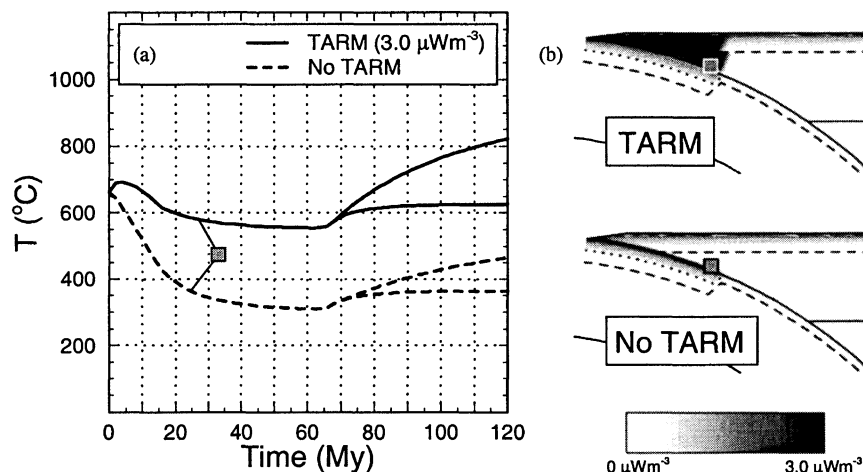 (a)
TARM (3.0 μWm⁻³)
No TARM
1000
800
600
400
200
T (°C)
0 20 40 60 80 100 120
Time (My)
(b)
TARM
No TARM
0 μWm⁻³ 3.0 μWm⁻³